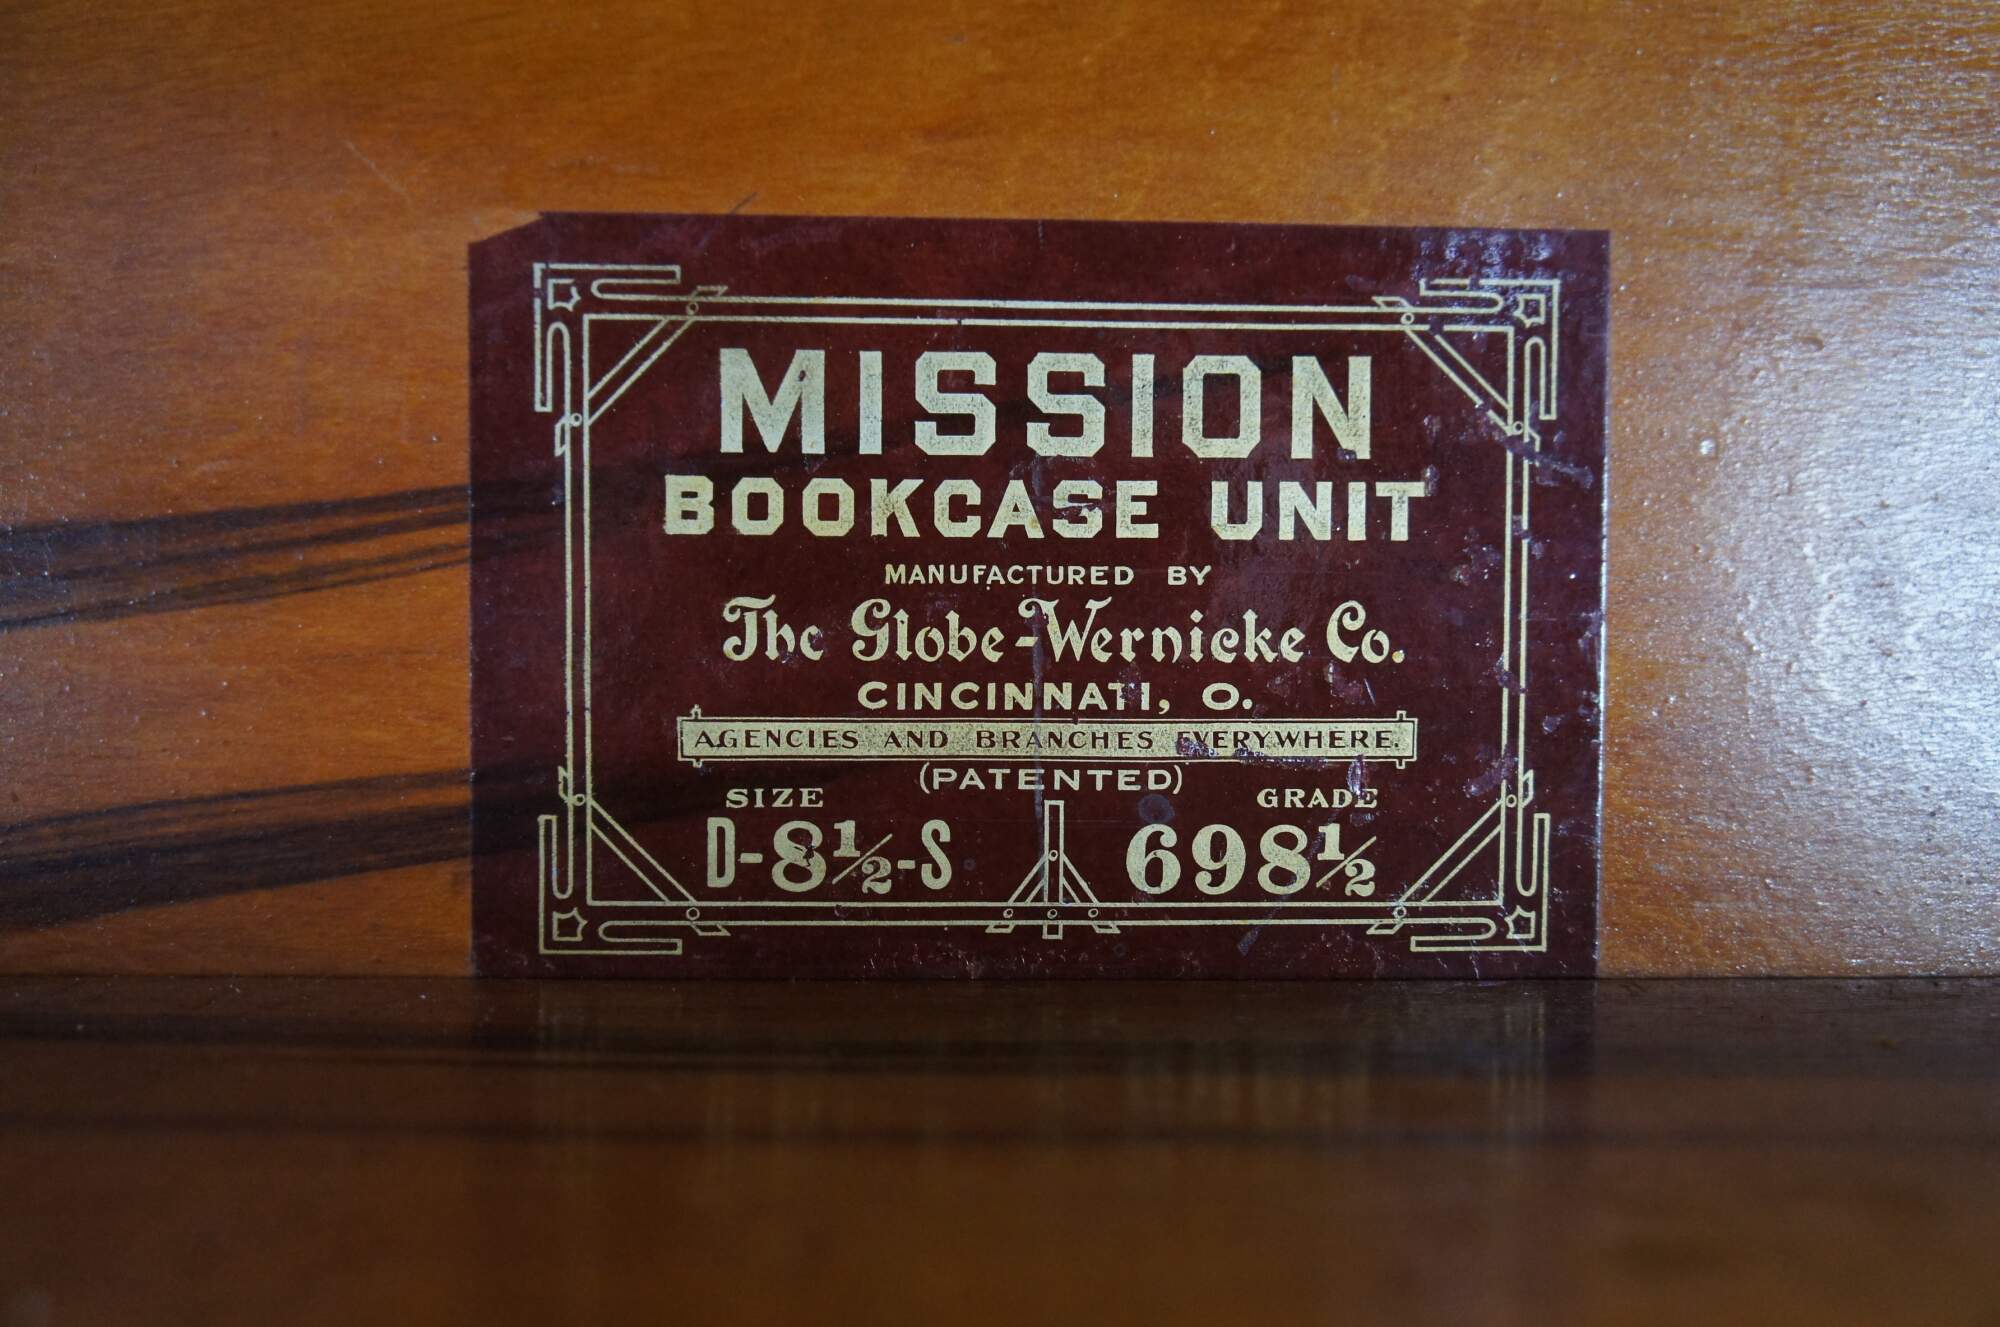 MISSION
BOOKCASE UNIT
MANUFACTURED BY
The Globe-Wernicke Co.
CINCINNATI, O.
AGENCIES AND BRANCHES EVERYWHERE.
(PATENTED)
SIZE GRADE
D-8½-S 698½